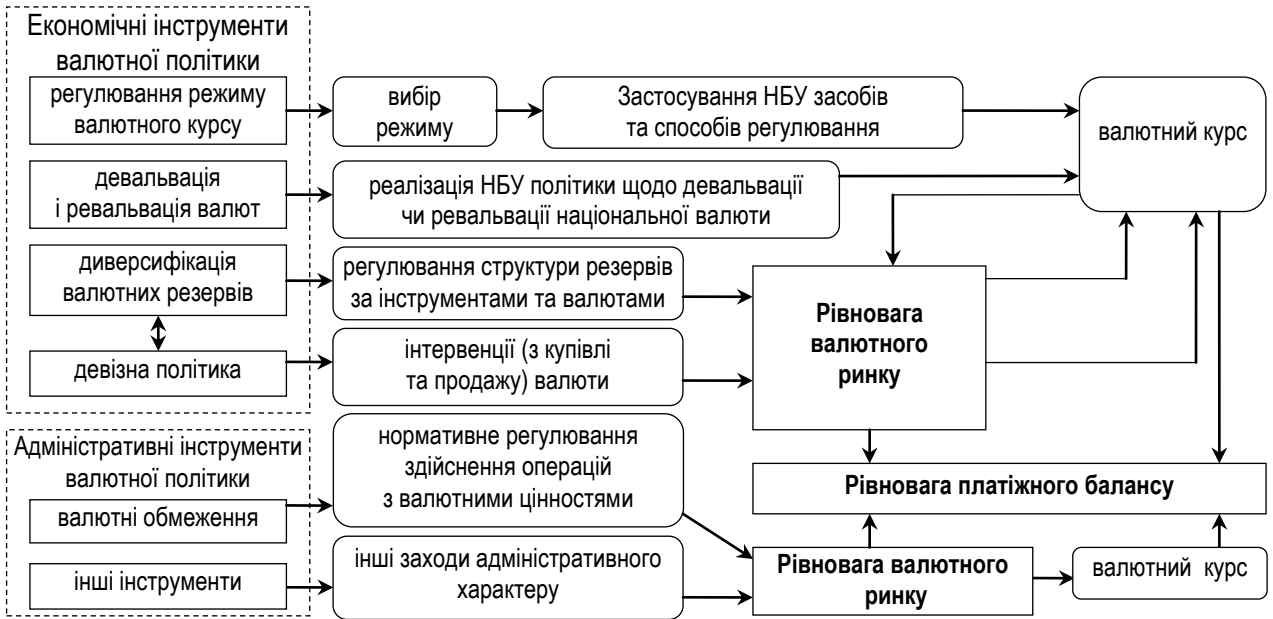 Економічні інструменти
валютної політики
регулювання режиму
валютного курсу
вибір
режиму
Застосування НБУ засобів
та способів регулювання
валютний курс
девальвація
і ревальвація валют
реалізація НБУ політики щодо девальвації
чи ревальвації національної валюти
диверсифікація
валютних резервів
регулювання структури резервів
за інструментами та валютами
Рівновага
валютного
ринку
девізна політика
інтервенції (з купівлі
та продажу) валюти
Адміністративні інструменти
валютної політики
валютні обмеження
нормативне регулювання
здійснення операцій
з валютними цінностями
Рівновага платіжного балансу
інші інструменти
інші заходи адміністративного
характеру
Рівновага валютного
ринку
валютний курс